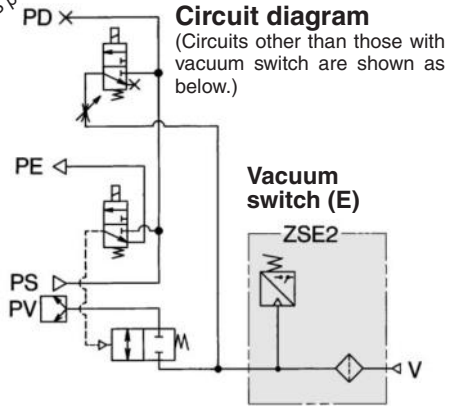 PD
Circuit diagram
(Circuits other than those with
vacuum switch are shown as
below.)
PE
Vacuum
switch (E)
ZSE2
PS
PV
V